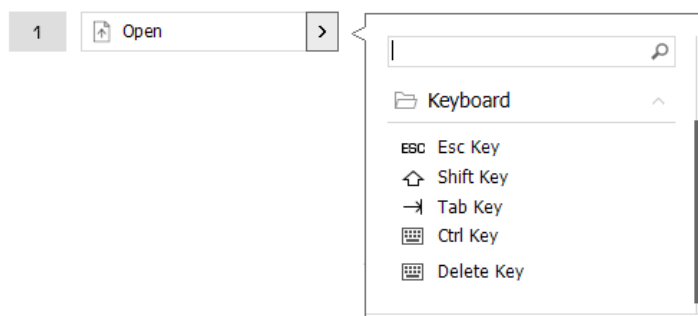 1 Open >
Keyboard
ESC Esc Key
Shift Key
Tab Key
Ctrl Key
Delete Key